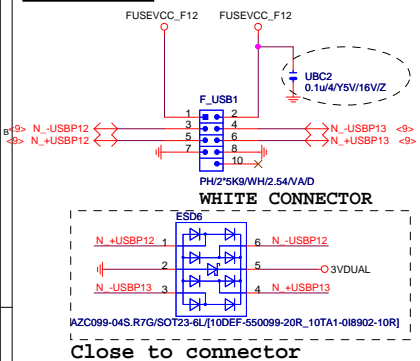 FUSEVCC_F12 FUSEVCC_F12
UBC2
0.1u/4/Y5V/16V/Z
F_USB1
1 2
B <9> N_-USBP12 3 4 N_-USBP13 <9>
<9> N_+USBP12 5 6 N_+USBP13 <9>
7 8
10
PH/2*5K9/WH/2.54/VA/D
WHITE CONNECTOR
ESD6
N_+USBP12 1 6 N_-USBP12
2 5 3VDUAL
N_-USBP13 3 4 N_+USBP13
AZC099-04S.R7G/SOT23-6L/[10DEF-550099-20R_10TA1-0I8902-10R]
Close to connector